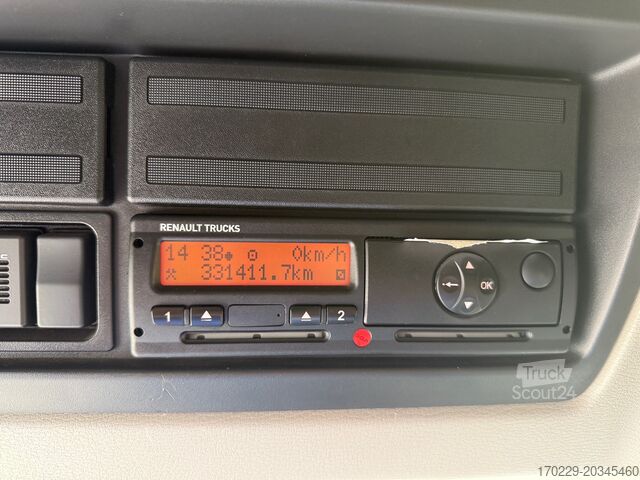 RENAULT TRUCKS
14 38 0km/h
331411.7km
1 2
OK
Truck
Scout24
170229-20345460